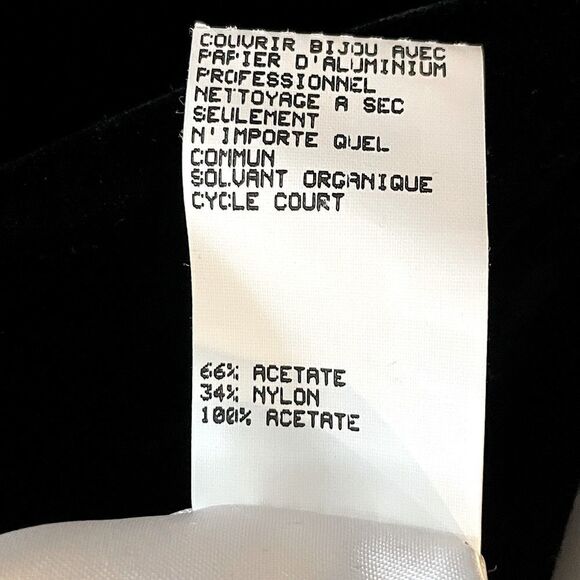 COUVRIR BIJOU AVEC
PAPIER D'ALUMINIUM
PROFESSIONNEL
NETTOYAGE A SEC
SEULEMENT
N'IMPORTE QUEL
COMMUN
SOLVANT ORGANIQUE
CYCLE COURT
66% ACETATE
34% NYLON
100% ACETATE